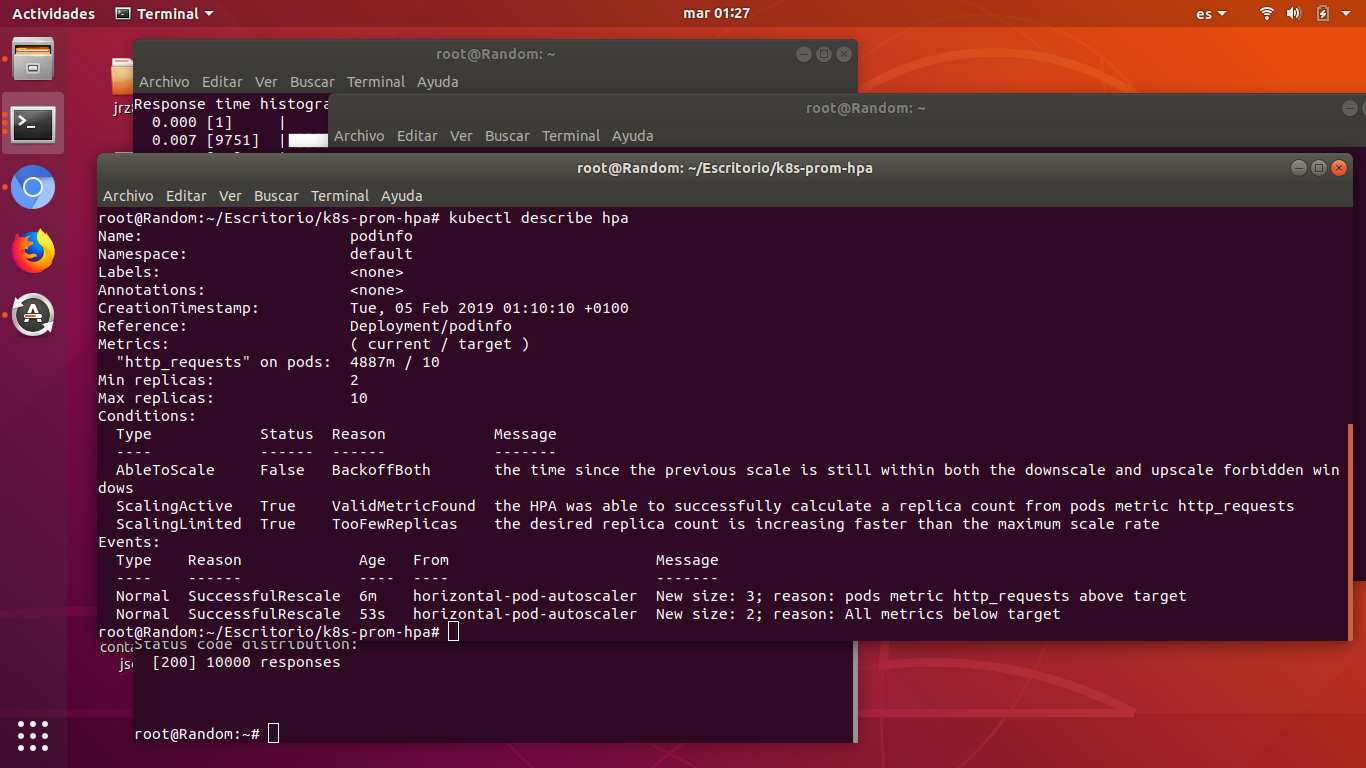 Actividades Terminal mar 01:27 es
root@Random: ~
Archivo Editar Ver Buscar Terminal Ayuda
Response time histogra
0.000 [1] |
0.007 [9751] |
root@Random: ~
Archivo Editar Ver Buscar Terminal Ayuda
root@Random: ~/Escritorio/k8s-prom-hpa
Archivo Editar Ver Buscar Terminal Ayuda
root@Random:~/Escritorio/k8s-prom-hpa# kubectl describe hpa
Name: podinfo
Namespace: default
Labels: <none>
Annotations: <none>
CreationTimestamp: Tue, 05 Feb 2019 01:10:10 +0100
Reference: Deployment/podinfo
Metrics: ( current / target )
"http_requests" on pods: 4887m / 10
Min replicas: 2
Max replicas: 10
Conditions:
Type Status Reason Message
---- ------ ------ -------
AbleToScale False BackoffBoth the time since the previous scale is still within both the downscale and upscale forbidden win
dows
ScalingActive True ValidMetricFound the HPA was able to successfully calculate a replica count from pods metric http_requests
ScalingLimited True TooFewReplicas the desired replica count is increasing faster than the maximum scale rate
Events:
Type Reason Age From Message
---- ------ ---- ---- -------
Normal SuccessfulRescale 6m horizontal-pod-autoscaler New size: 3; reason: pods metric http_requests above target
Normal SuccessfulRescale 53s horizontal-pod-autoscaler New size: 2; reason: All metrics below target
root@Random:~/Escritorio/k8s-prom-hpa#
Status code distribution:
[200] 10000 responses
root@Random:~#